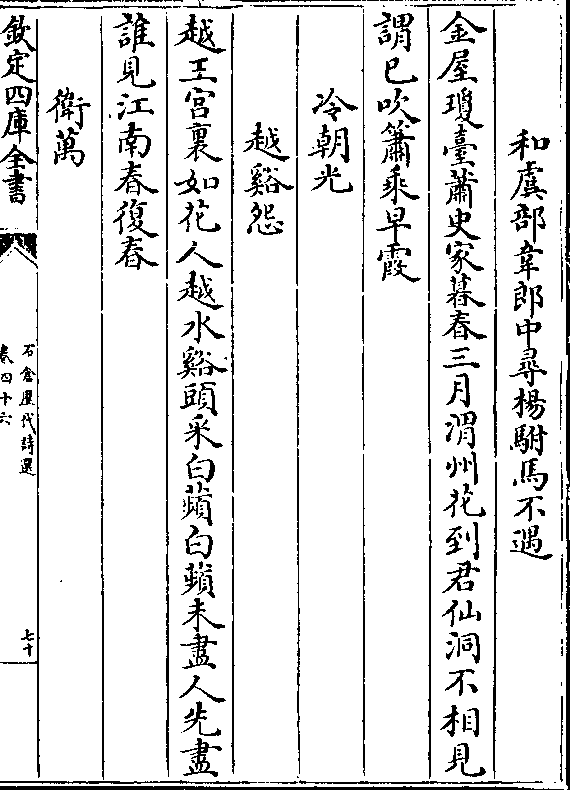 和虞部韋郎中尋楊駙馬不遇
金屋瓊臺蕭史家暮春三月渭州花到君仙洞不相見
謂已吹簫乘早霞
冷朝光
越谿怨
越王宮裏如花人越水谿頭采白蘋白蘋未盡人先盡
誰見江南春復春
衛萬
欽定四庫全書
石倉歷代詩選
卷四十六
七十